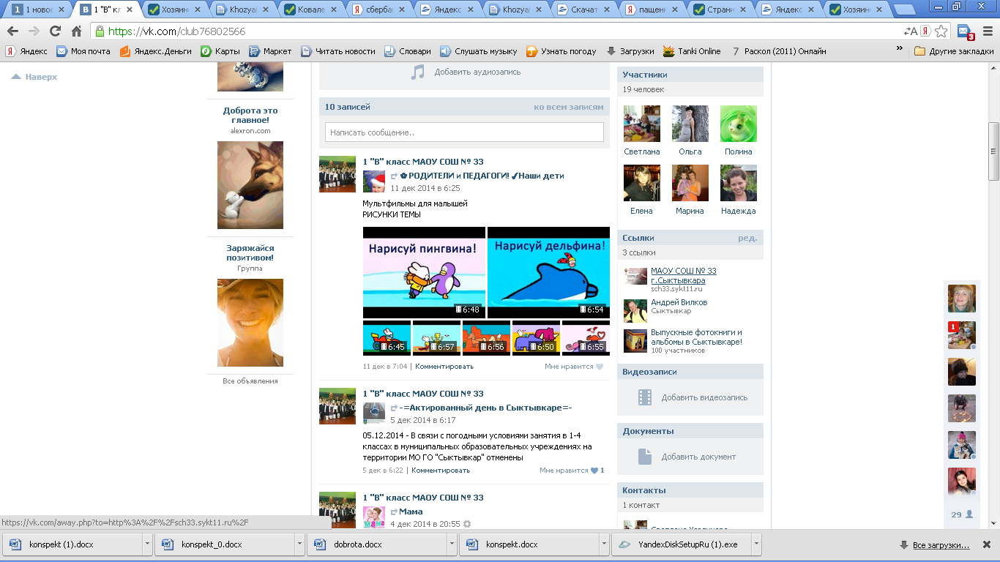 1 новое
1 "В" кл
Хозяин
Khozyai
Ковале
сберба
Яндекс
Khozyai
Скачат
пащен
Страни
Яндекс
Хозяин
https://vk.com/club76802566
3
Яндекс
Моя почта
Яндекс.Деньги
Карты
Маркет
Читать новости
Словари
Слушать музыку
Узнать погоду
Загрузки
Tanki Online
Раскол (2011) Онлайн
»
Другие закладки
Наверх
Доброта это
главное!
alexron.com
Заряжайся
позитивом!
Группа
Все объявления
Добавить аудиозапись
10 записей
ко всем записям
Написать сообщение..
1 "В" класс МАОУ СОШ № 33
✿РОДИТЕЛИ и ПЕДАГОГИ! ✔Наши дети
11 дек 2014 в 6:25
Мультфильмы для малышей
РИСУНКИ ТЕМЫ
Нарисуй пингвина!
6:48
Нарисуй дельфина!
6:54
6:45
6:57
6:56
6:50
6:55
11 дек в 7:04 | Комментировать
Мне нравится
1 "В" класс МАОУ СОШ № 33
-=Актированный день в Сыктывкаре=-
5 дек 2014 в 6:17
05.12.2014 - В связи с погодными условиями занятия в 1-4
классах в муниципальных образовательных учреждениях на
территории МО ГО "Сыктывкар" отменены
5 дек в 6:22 | Комментировать
Мне нравится 1
1 "В" класс МАОУ СОШ № 33
Мама
4 дек 2014 в 20:55
Участники
19 человек
Светлана
Ольга
Полина
Елена
Марина
Надежда
Ссылки
ред.
3 ссылки
МАОУ СОШ № 33
г.Сыктывкара
sch33.sykt11.ru
Андрей Вилков
Сыктывкар
Выпускные фотокниги и
альбомы в Сыктывкаре!
100 участников
Видеозаписи
Добавить видеозапись
Документы
Добавить документ
Контакты
1 контакт
1
29
https://vk.com/away.php?to=http%3A%2F%2Fsch33.sykt11.ru%2F
konspekt (1).docx
konspekt_0.docx
dobrota.docx
konspekt.docx
YandexDiskSetupRu (1).exe
Все загрузки...